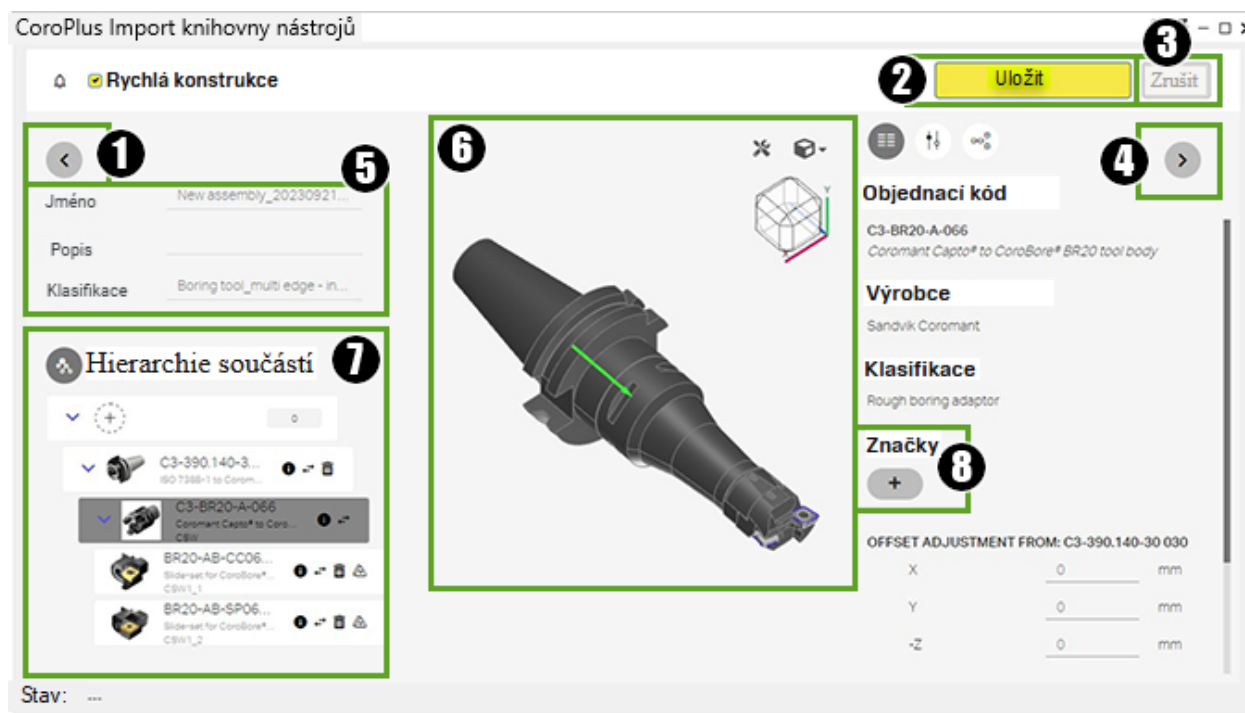 CoroPlus Import knihovny nástrojů
Rychlá konstrukce
2
Uložit
3
Zrušit
1
5
Jméno New assembly_20230921...
Popis
Klasifikace Boring tool_multi edge - in...
7
Hierarchie součástí
0
C3-390.140-3...
ISO 7388-1 to Corom...
C3-BR20-A-066
Coromant Capto® to Coro...
CSW
BR20-AB-CC06...
Slide-set for CoroBore®...
CSW1_1
BR20-AB-SP06...
Slide-set for CoroBore®...
CSW1_2
6
Y
4
Objednací kód
C3-BR20-A-066
Coromant Capto® to CoroBore® BR20 tool body
Výrobce
Sandvik Coromant
Klasifikace
Rough boring adaptor
Značky
+
8
OFFSET ADJUSTMENT FROM: C3-390.140-30 030
X 0 mm
Y 0 mm
-Z 0 mm
Stav: ...